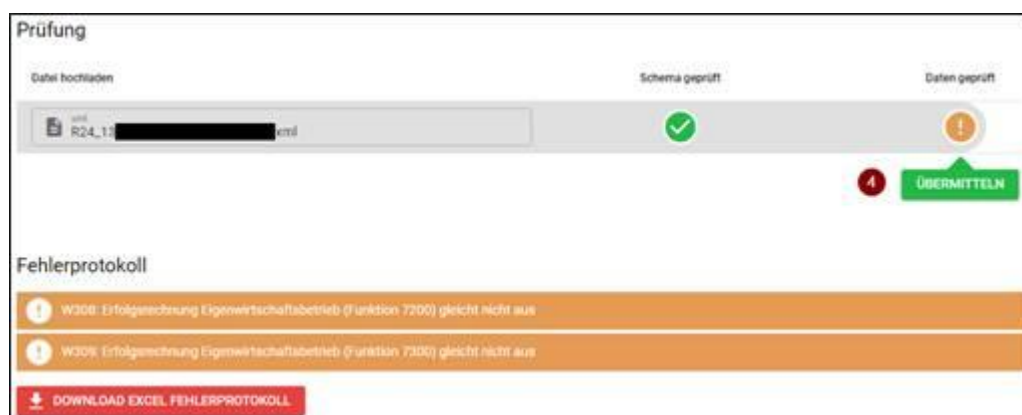 Prüfung
Datei hochladen Schema geprüft Daten geprüft
xml
R24_13 xml
4 ÜBERMITTELN
Fehlerprotokoll
W308: Erfolgsrechnung Eigenwirtschaftsbetrieb (Funktion 7200) gleicht nicht aus
W309: Erfolgsrechnung Eigenwirtschaftsbetrieb (Funktion 7300) gleicht nicht aus
DOWNLOAD EXCEL FEHLERPROTOKOLL